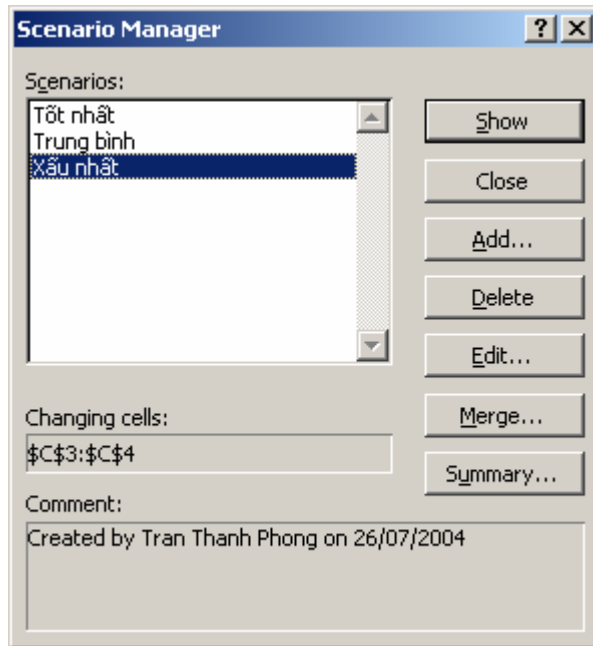 Scenario Manager
Scenarios:
Tốt nhất
Trung bình
Xấu nhất
Show
Close
Add...
Delete
Edit...
Merge...
Summary...
Changing cells:
$C$3:$C$4
Comment:
Created by Tran Thanh Phong on 26/07/2004